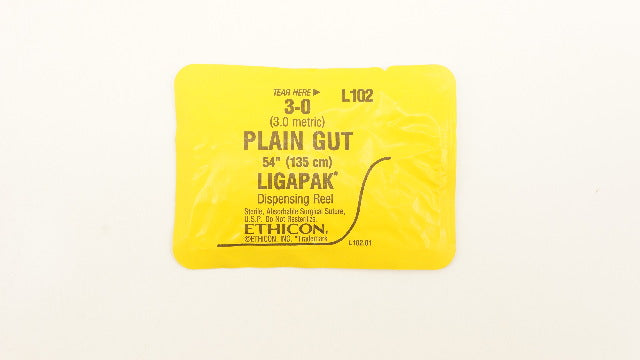 TEAR HERE ▶
L102
3-0
(3.0 metric)
PLAIN GUT
54" (135 cm)
LIGAPAK*
Dispensing Reel
Sterile, Absorbable Surgical Suture,
U.S.P. Do Not Resterilize.
ETHICON®
©ETHICON, INC. *Trademark
L102.01